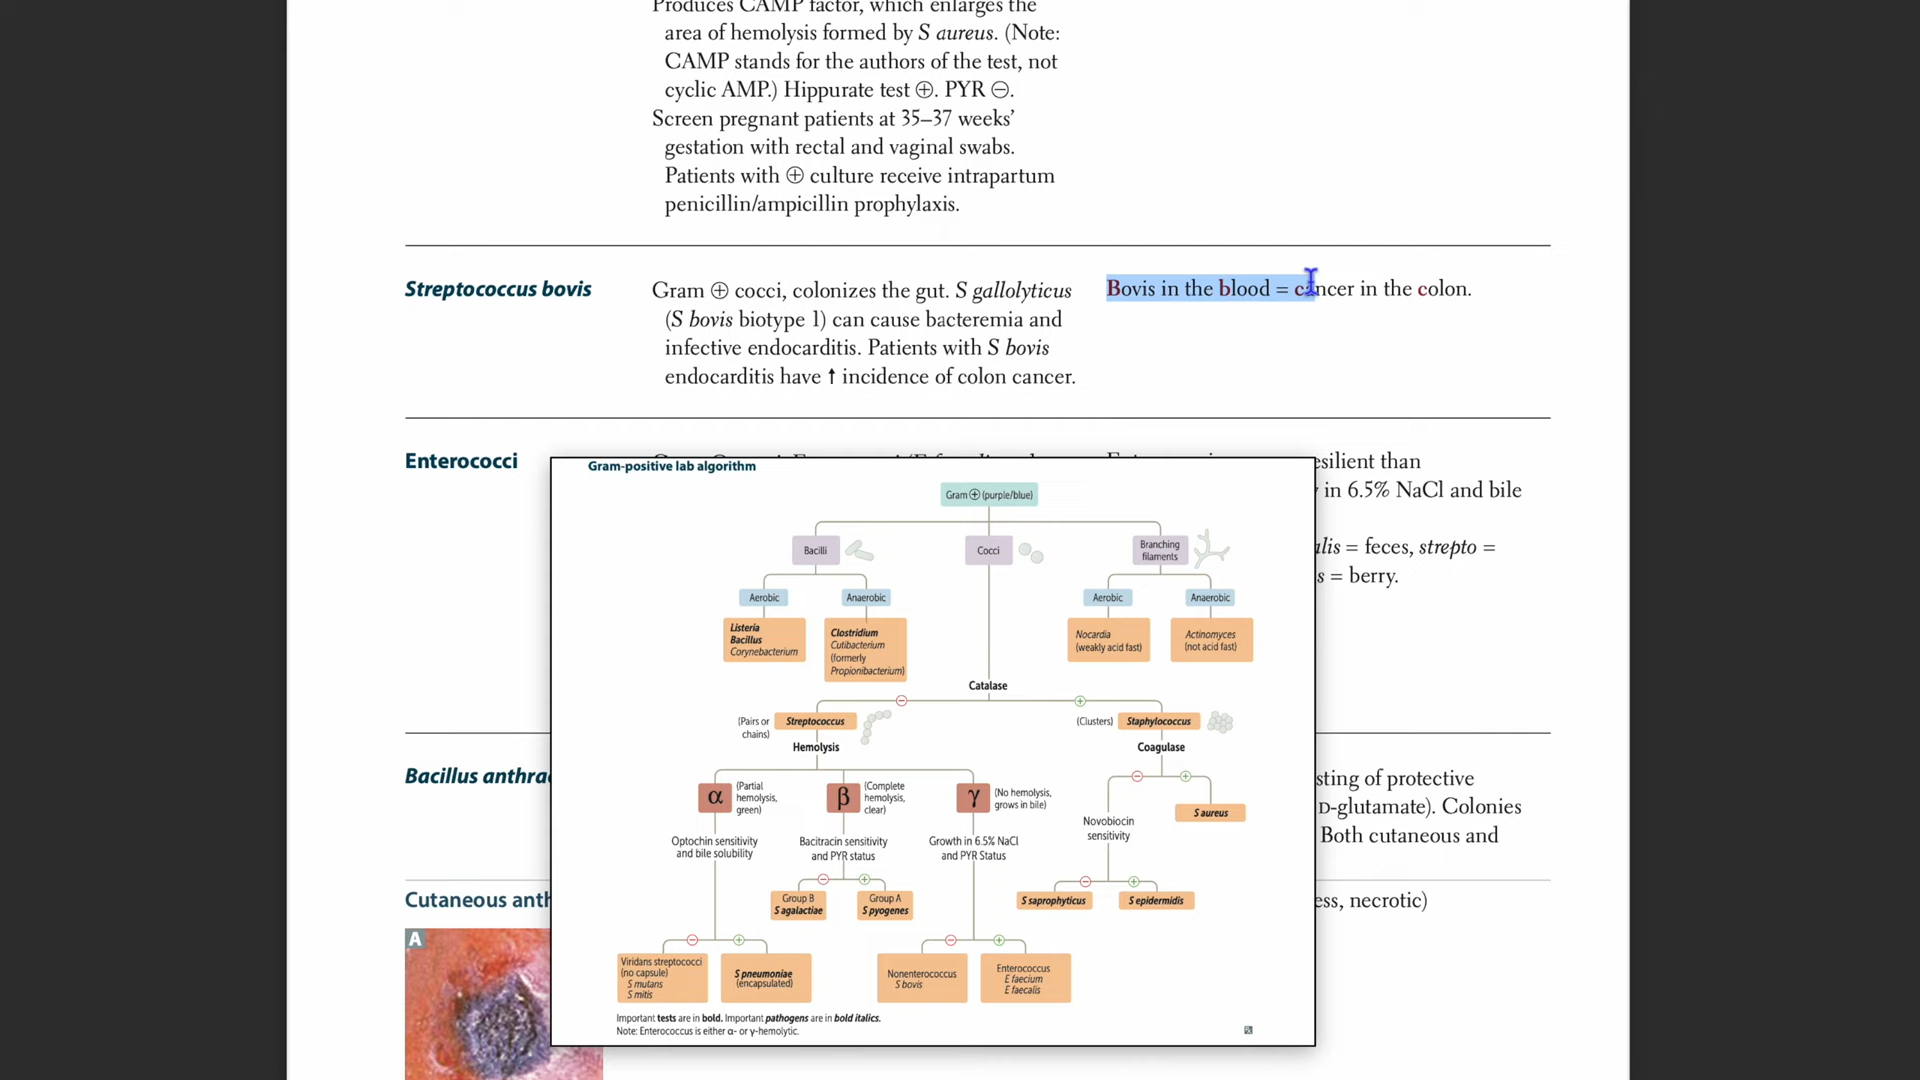 Produces CAMP factor, which enlarges the
area of hemolysis formed by S aureus. (Note:
CAMP stands for the authors of the test, not
cyclic AMP.) Hippurate test ⊕. PYR ⊖.
Screen pregnant patients at 35–37 weeks’
gestation with rectal and vaginal swabs.
Patients with ⊕ culture receive intrapartum
penicillin/ampicillin prophylaxis.
Streptococcus bovis
Gram ⊕ cocci, colonizes the gut. S gallolyticus
(S bovis biotype 1) can cause bacteremia and
infective endocarditis. Patients with S bovis
endocarditis have ↑ incidence of colon cancer.
Bovis in the blood = cancer in the colon.
Enterococci
esilient than
in 6.5% NaCl and bile
alis = feces, strepto =
s = berry.
Bacillus anthra
sting of protective
D-glutamate). Colonies
Both cutaneous and
Cutaneous anth
ess, necrotic)
A
Gram-positive lab algorithm
Gram ⊕ (purple/blue)
Bacilli
Cocci
Branching
filaments
Aerobic
Anaerobic
Aerobic
Anaerobic
Listeria
Bacillus
Corynebacterium
Clostridium
Cutibacterium
(formerly
Propionibacterium)
Nocardia
(weakly acid fast)
Actinomyces
(not acid fast)
Catalase
⊖
⊕
(Pairs or
chains)
Streptococcus
(Clusters)
Staphylococcus
Hemolysis
Coagulase
⊖
⊕
α
(Partial
hemolysis,
green)
β
(Complete
hemolysis,
clear)
γ
(No hemolysis,
grows in bile)
S aureus
Novobiocin
sensitivity
Optochin sensitivity
and bile solubility
Bacitracin sensitivity
and PYR status
Growth in 6.5% NaCl
and PYR Status
⊖
⊕
⊖
⊕
Group B
S agalactiae
Group A
S pyogenes
S saprophyticus
S epidermidis
⊖
⊕
⊖
⊕
Viridans streptococci
(no capsule)
S mutans
S mitis
S pneumoniae
(encapsulated)
Nonenterococcus
S bovis
Enterococcus
E faecium
E faecalis
Important tests are in bold. Important pathogens are in bold italics.
Note: Enterococcus is either α- or γ-hemolytic.